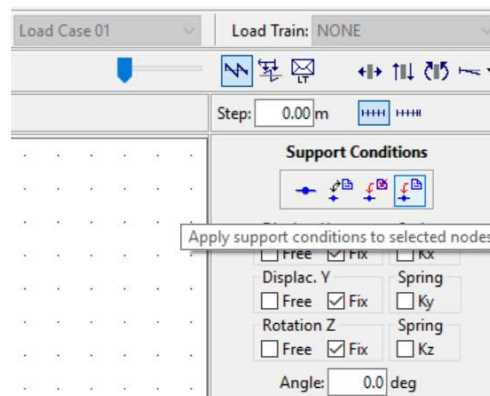 Load Case 01 Load Train: NONE
LT
Step: 0.00 m
Support Conditions
Apply support conditions to selected nodes
Free Fix Kx
Displac. Y Spring
Free Fix Ky
Rotation Z Spring
Free Fix Kz
Angle: 0.0 deg